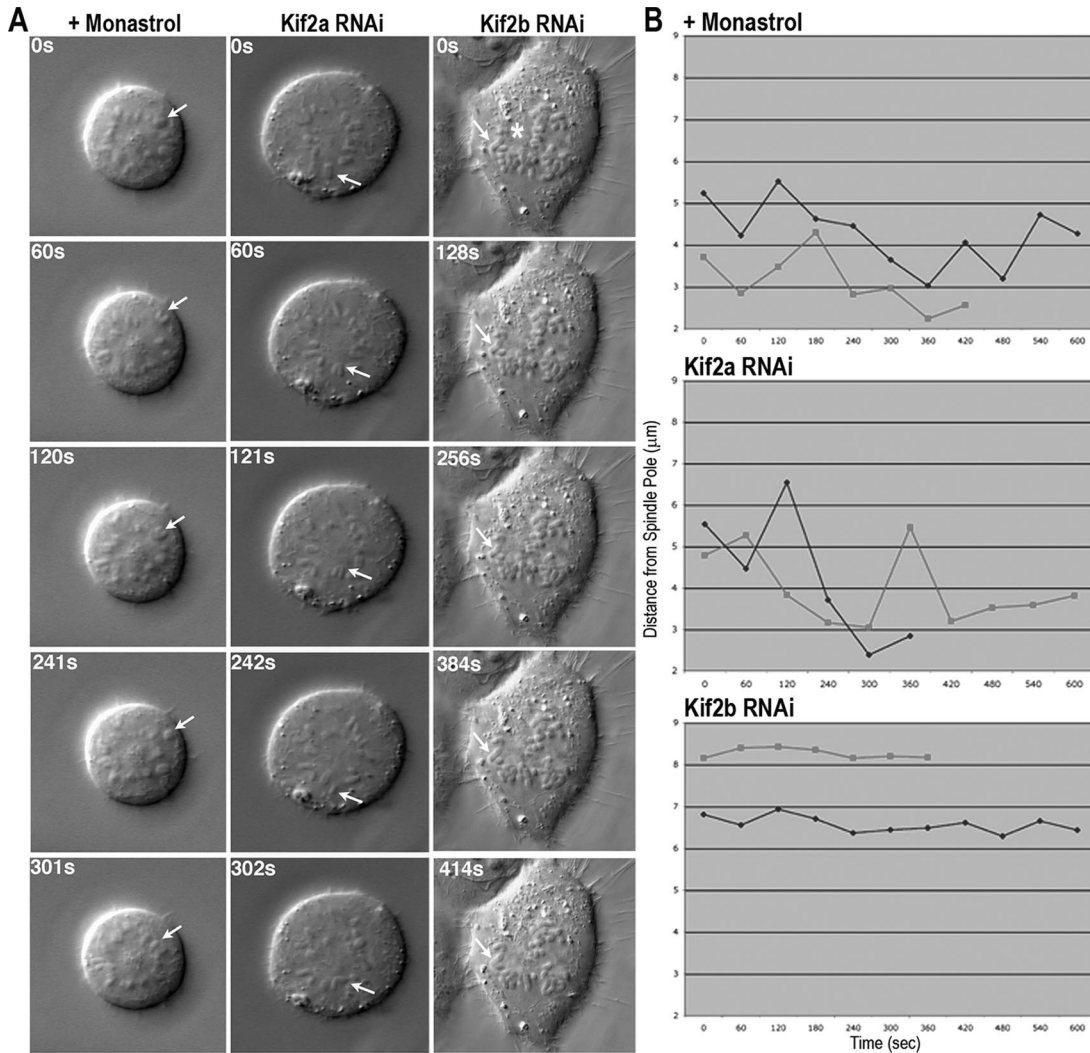 A
+ Monastrol
Kif2a RNAi
Kif2b RNAi
0s
0s
0s
*
60s
60s
128s
120s
121s
256s
241s
242s
384s
301s
302s
414s
B
+ Monastrol
9
8
7
6
5
4
3
2
0 60 120 180 240 300 360 420 480 540 600
Kif2a RNAi
9
8
7
6
5
4
3
2
0 60 120 240 300 360 420 480 540 600
Kif2b RNAi
9
8
7
6
5
4
3
2
1
0 60 120 180 240 300 360 420 480 540 600
Distance from Spindle Pole (μm)
Time (sec)